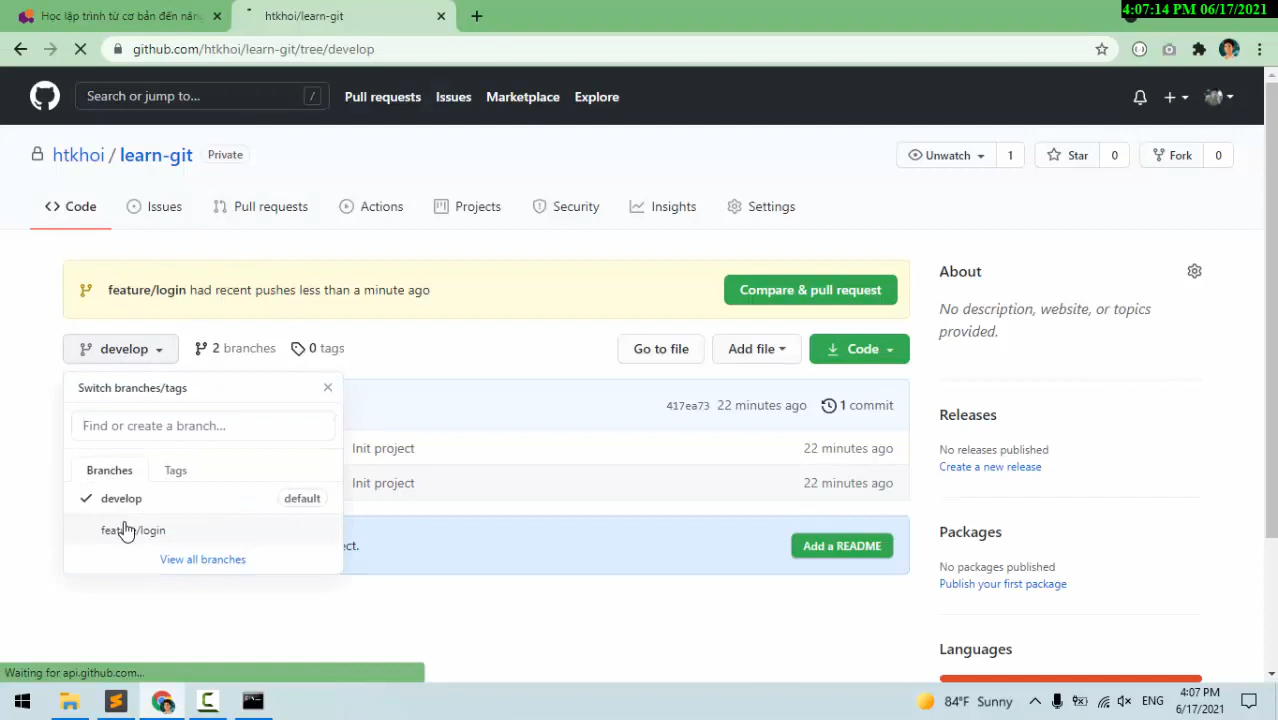 4:07:14 PM 06/17/2021
Học lập trình từ cơ bản đến nâng
htkhoi/learn-git
github.com/htkhoi/learn-git/tree/develop
Search or jump to...
/
Pull requests
Issues
Marketplace
Explore
htkhoi / learn-git
Private
Unwatch
1
Star
0
Fork
0
Code
Issues
Pull requests
Actions
Projects
Security
Insights
Settings
feature/login had recent pushes less than a minute ago
Compare & pull request
About
No description, website, or topics
provided.
develop
2 branches
0 tags
Go to file
Add file
Code
Switch branches/tags
Find or create a branch...
Branches
Tags
develop
default
feature/login
View all branches
417ea73 22 minutes ago
1 commit
Init project
22 minutes ago
Init project
22 minutes ago
Add a README
Releases
No releases published
Create a new release
Packages
No packages published
Publish your first package
Languages
Waiting for api.github.com...
84°F Sunny
ENG
4:07 PM
6/17/2021